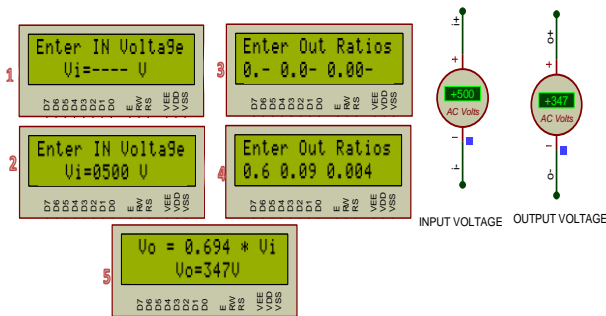 1
Enter IN Voltage
Vi=---- V
D7 D6 D5 D4 D3 D2 D1 D0 E RW RS VEE VDD VSS
2
Enter IN Voltage
Vi=0500 V
D7 D6 D5 D4 D3 D2 D1 D0 E RW RS VEE VDD VSS
3
Enter Out Ratios
0.- 0.0- 0.00-
D7 D6 D5 D4 D3 D2 D1 D0 E RW RS VEE VDD VSS
4
Enter Out Ratios
0.6 0.09 0.004
D7 D6 D5 D4 D3 D2 D1 D0 E RW RS VEE VDD VSS
5
Vo = 0.694 * Vi
Vo=347V
D7 D6 D5 D4 D3 D2 D1 D0 E RW RS VEE VDD VSS
i+
+
+500
AC Volts
−
i-
INPUT VOLTAGE
o+
+
+347
AC Volts
−
o-
OUTPUT VOLTAGE